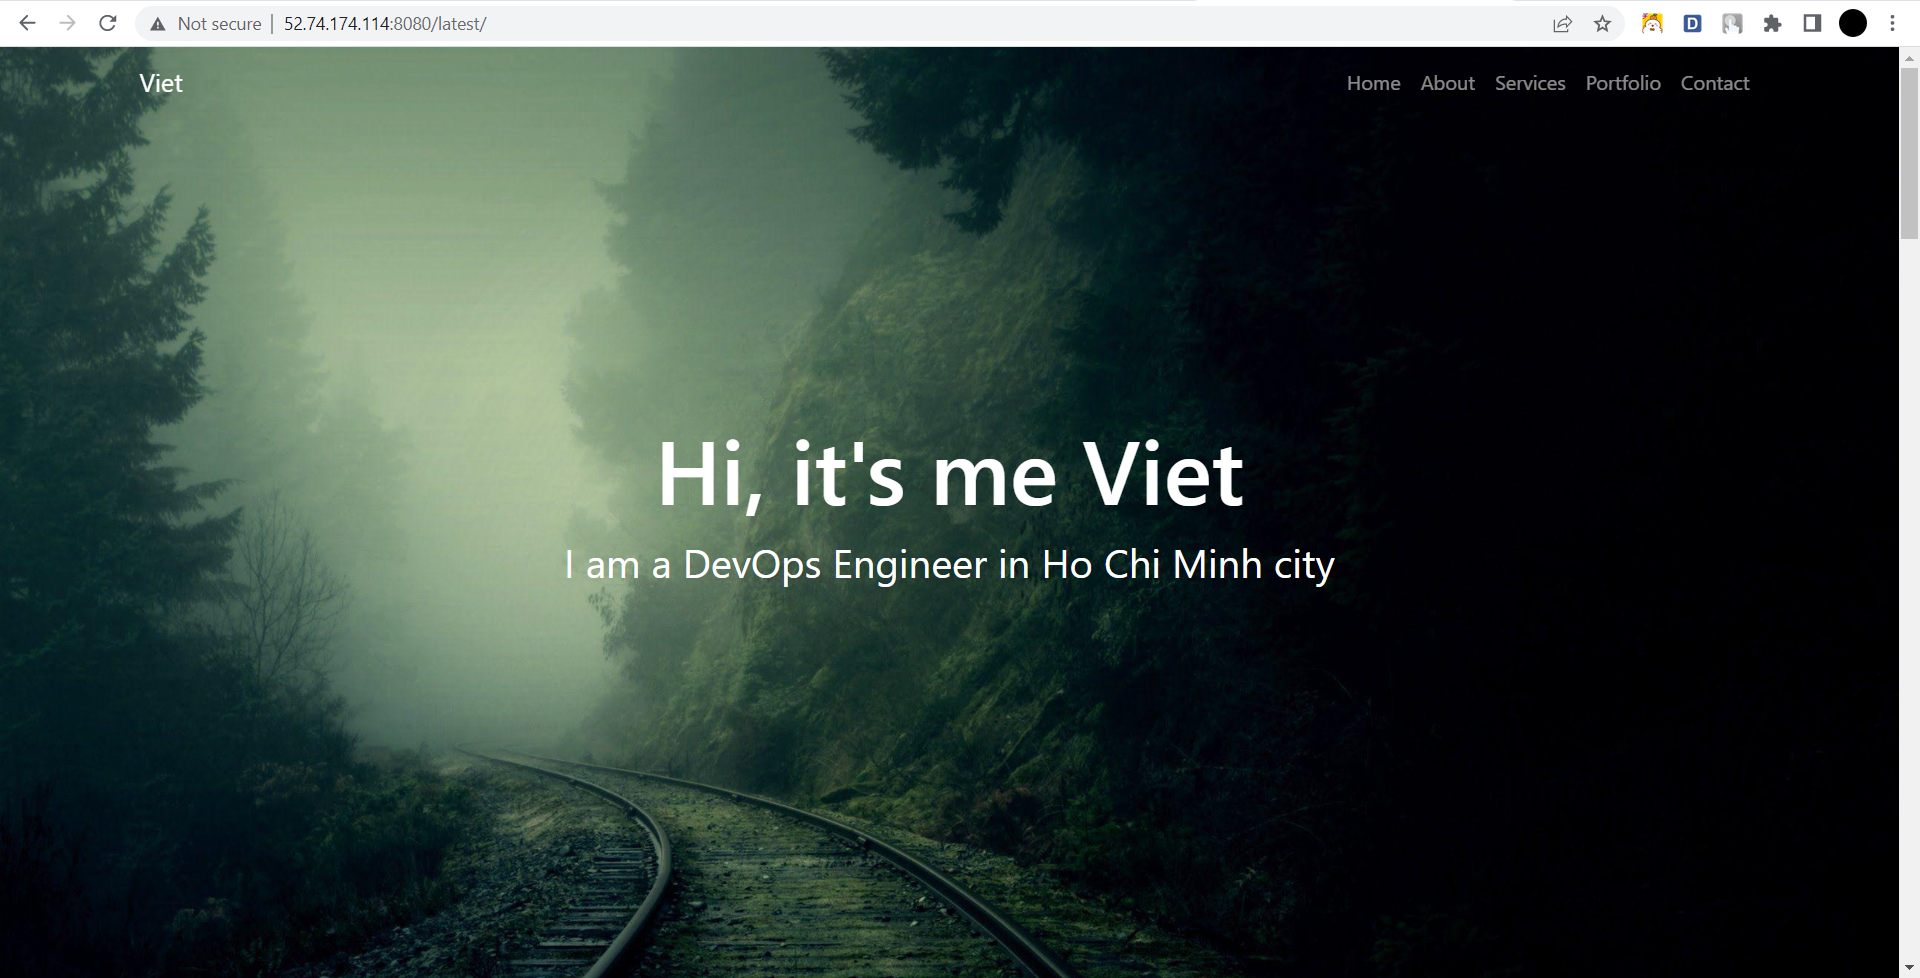 Not secure | 52.74.174.114:8080/latest/
D
Viet
Home About Services Portfolio Contact
Hi, it's me Viet
I am a DevOps Engineer in Ho Chi Minh city